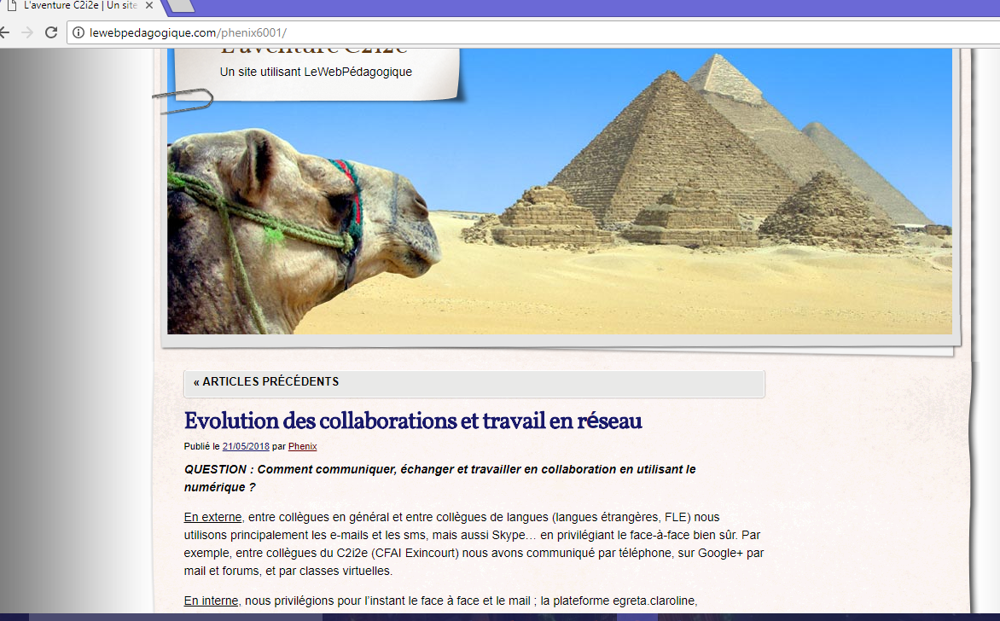 L'aventure C2i2e | Un site
lewebpedagogique.com/phenix6001/
L'aventure C2i2e
Un site utilisant LeWebPédagogique
« ARTICLES PRÉCÉDENTS
Evolution des collaborations et travail en réseau
Publié le 21/05/2018 par Phenix
QUESTION : Comment communiquer, échanger et travailler en collaboration en utilisant le
numérique ?
En externe, entre collègues en général et entre collègues de langues (langues étrangères, FLE) nous
utilisons principalement les e-mails et les sms, mais aussi Skype… en privilégiant le face-à-face bien sûr. Par
exemple, entre collègues du C2i2e (CFAI Exincourt) nous avons communiqué par téléphone, sur Google+ par
mail et forums, et par classes virtuelles.
En interne, nous privilégions pour l'instant le face à face et le mail ; la plateforme egreta.claroline,